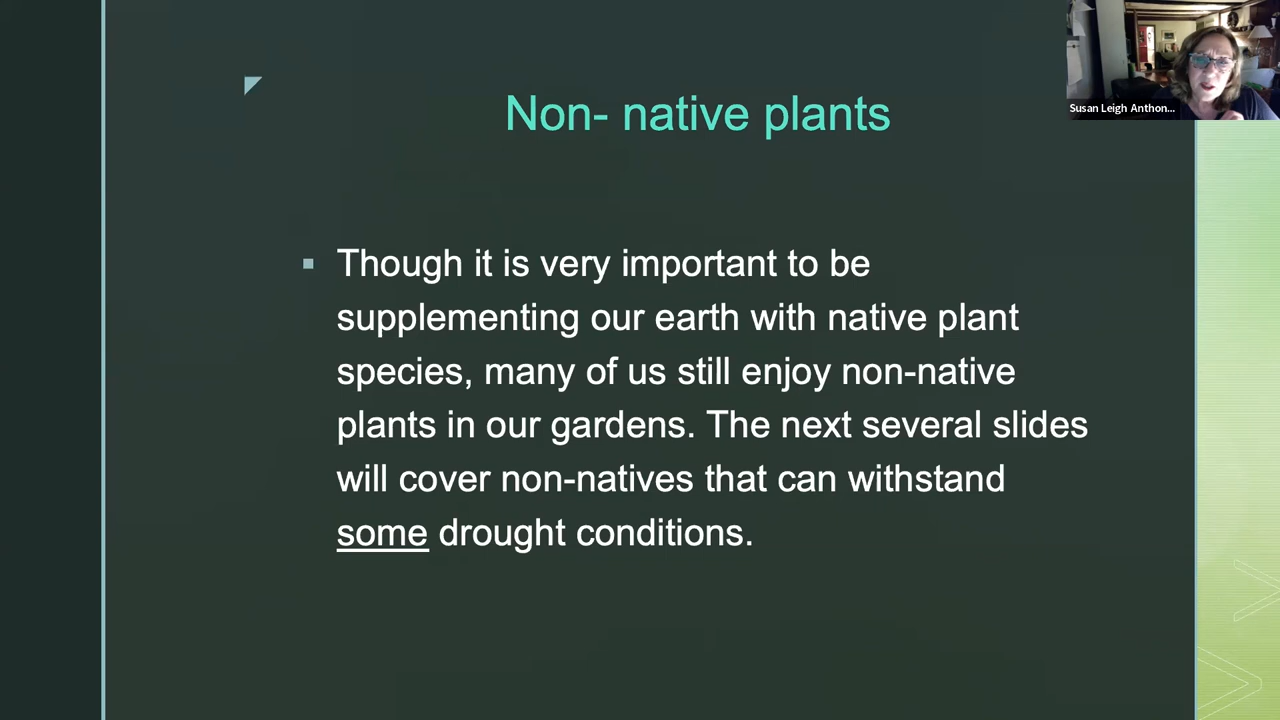 Non- native plants
Susan Leigh Anthon...
Though it is very important to be
supplementing our earth with native plant
species, many of us still enjoy non-native
plants in our gardens. The next several slides
will cover non-natives that can withstand
some drought conditions.